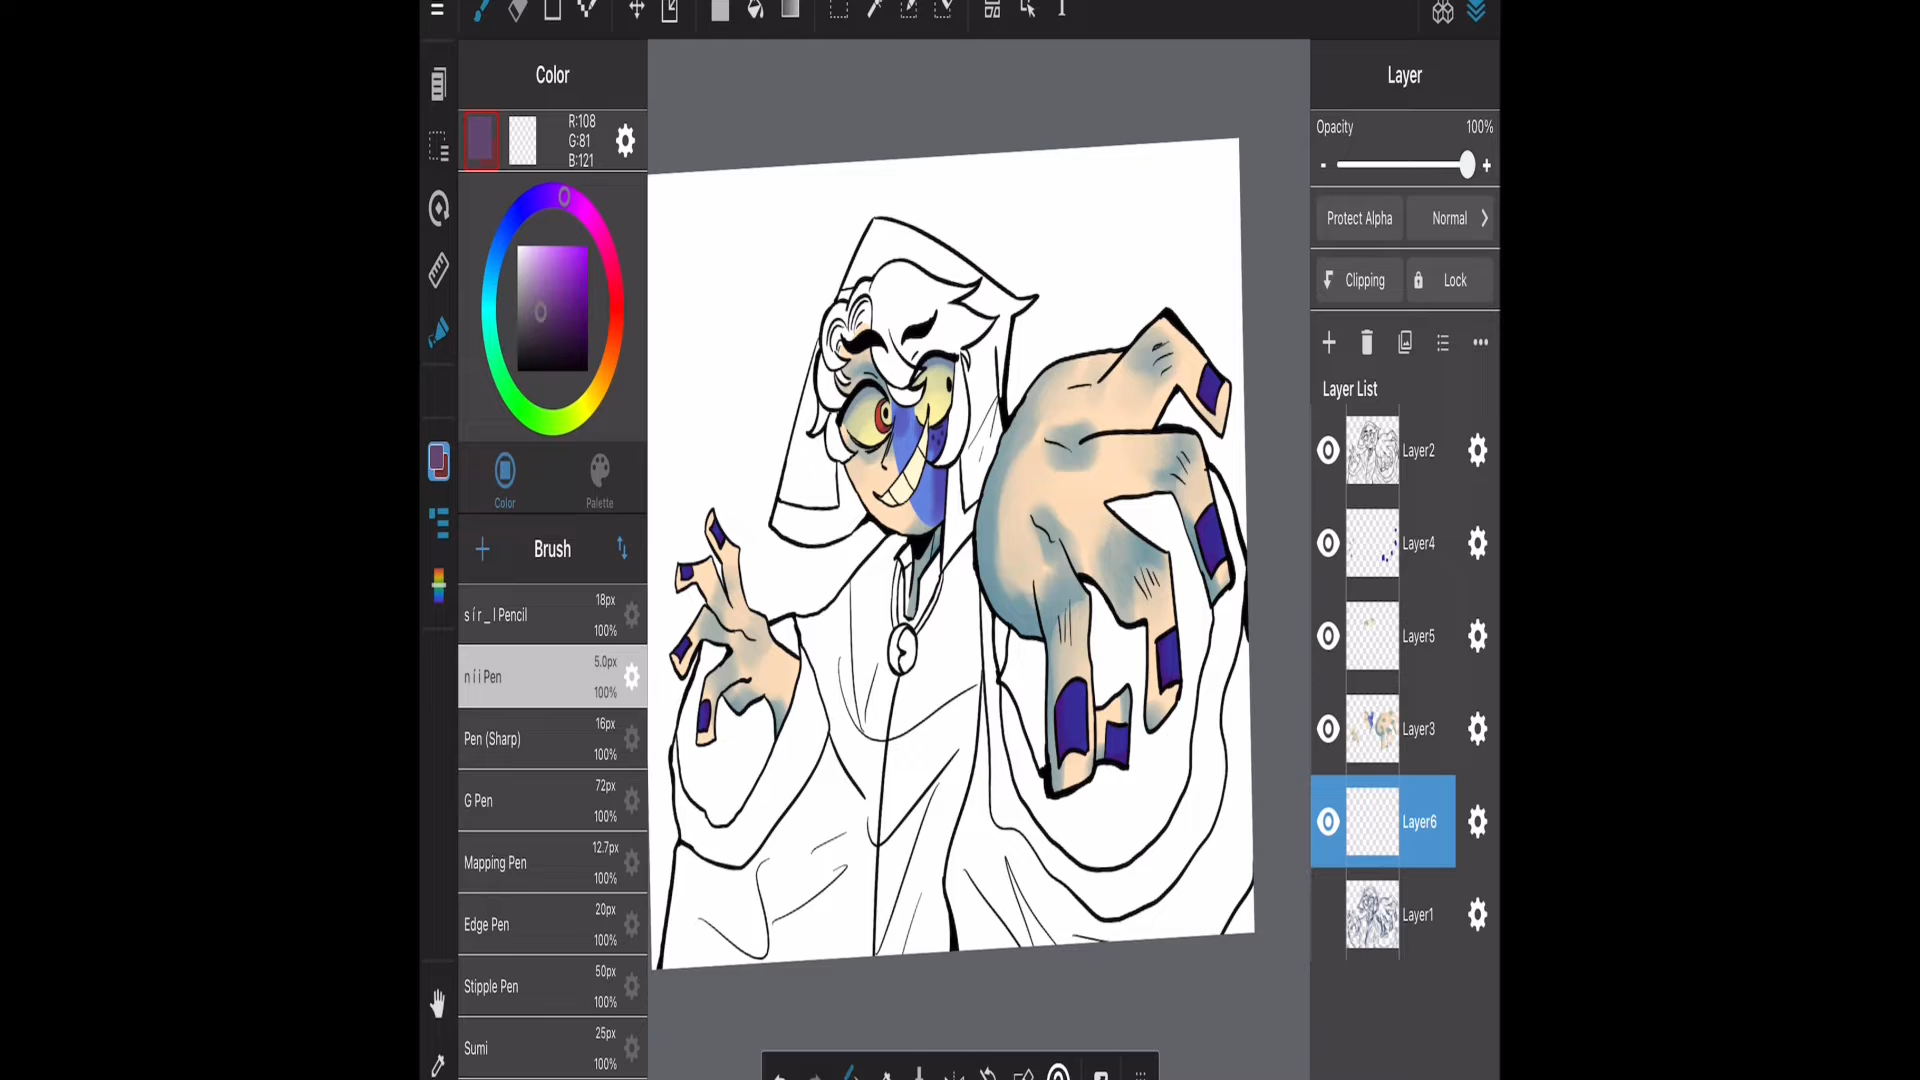 Color
R:108
G:81
B:121
Color
Palette
Brush
s í r _ l Pencil
18px
100%
n í i Pen
5.0px
100%
Pen (Sharp)
16px
100%
G Pen
72px
100%
Mapping Pen
12.7px
100%
Edge Pen
20px
100%
Stipple Pen
50px
100%
Sumi
25px
100%
Layer
Opacity
100%
Protect Alpha
Normal
Clipping
Lock
Layer List
Layer2
Layer4
Layer5
Layer3
Layer6
Layer1